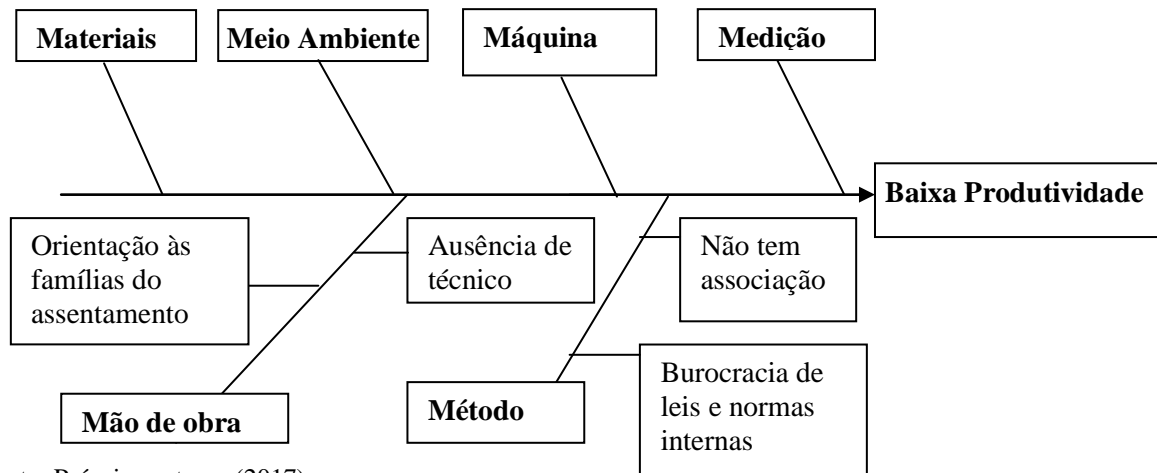 Materiais
Meio Ambiente
Máquina
Medição
Baixa Produtividade
Orientação às
famílias do
assentamento
Ausência de
técnico
Não tem
associação
Mão de obra
Método
Burocracia de
leis e normas
internas
(2017)